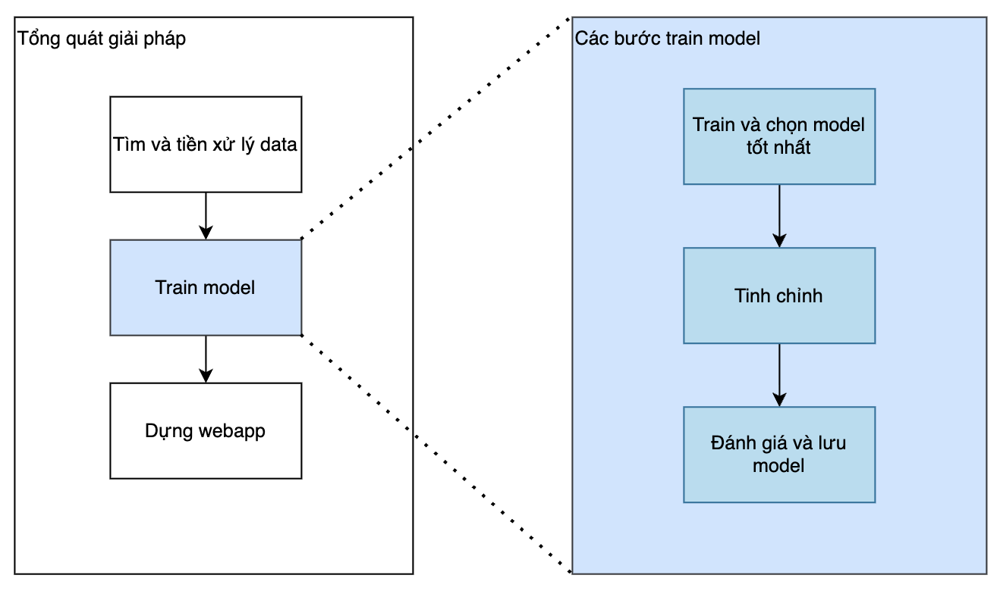 Tổng quát giải pháp
Tìm và tiền xử lý data
Train model
Dựng webapp
Các bước train model
Train và chọn model
tốt nhất
Tinh chỉnh
Đánh giá và lưu
model